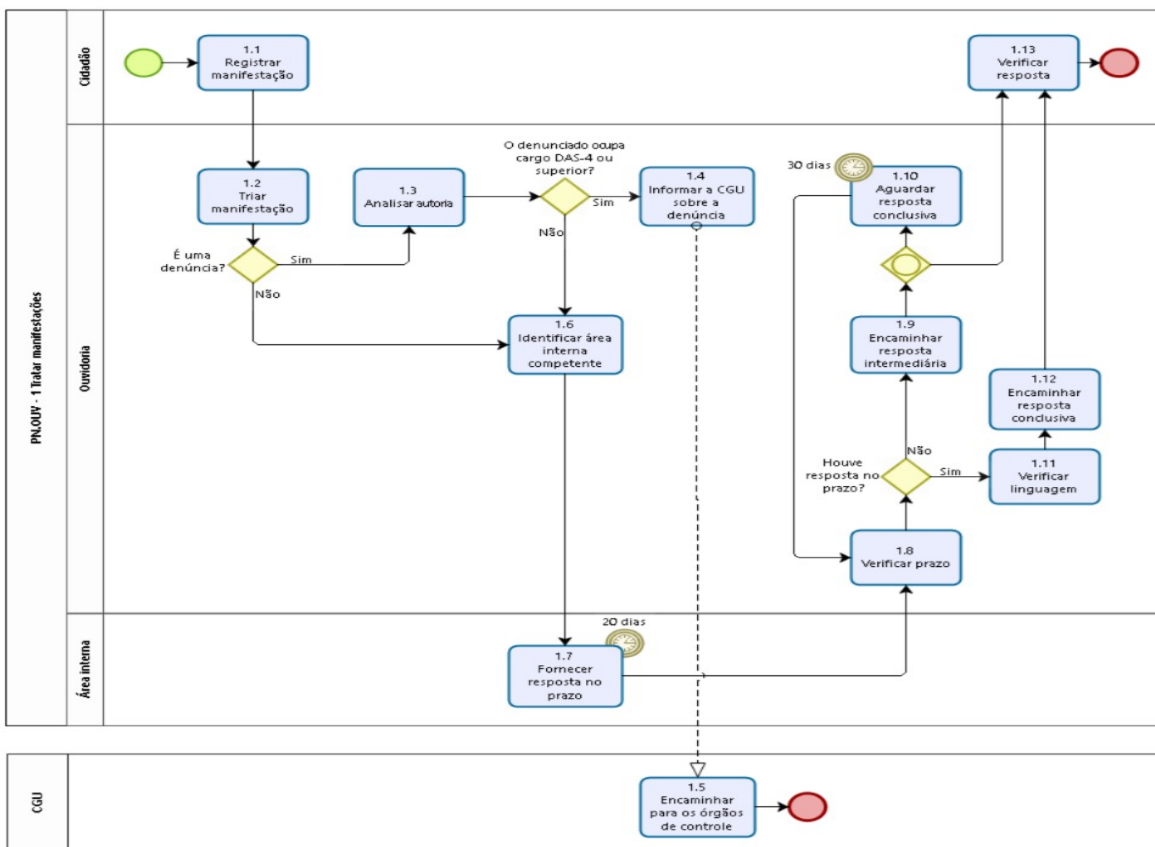 PN.OUV - 1 Tratar manifestações
Cidadão
1.1
Registrar
manifestação
1.13
Verificar
resposta
Ouvidoria
1.2
Triar
manifestação
É uma
denúncia?
Sim
Não
1.3
Analisar autoria
O denunciado ocupa
cargo DAS-4 ou
superior?
Sim
Não
1.4
Informar a CGU
sobre a
denúncia
1.6
Identificar área
interna
competente
30 dias
1.10
Aguardar
resposta
conclusiva
1.9
Encaminhar
resposta
intermediária
1.12
Encaminhar
resposta
conclusiva
Houve
resposta no
prazo?
Não
Sim
1.11
Verificar
linguagem
1.8
Verificar prazo
Área interna
20 dias
1.7
Fornecer
resposta no
prazo
CGU
1.5
Encaminhar
para os órgãos
de controle